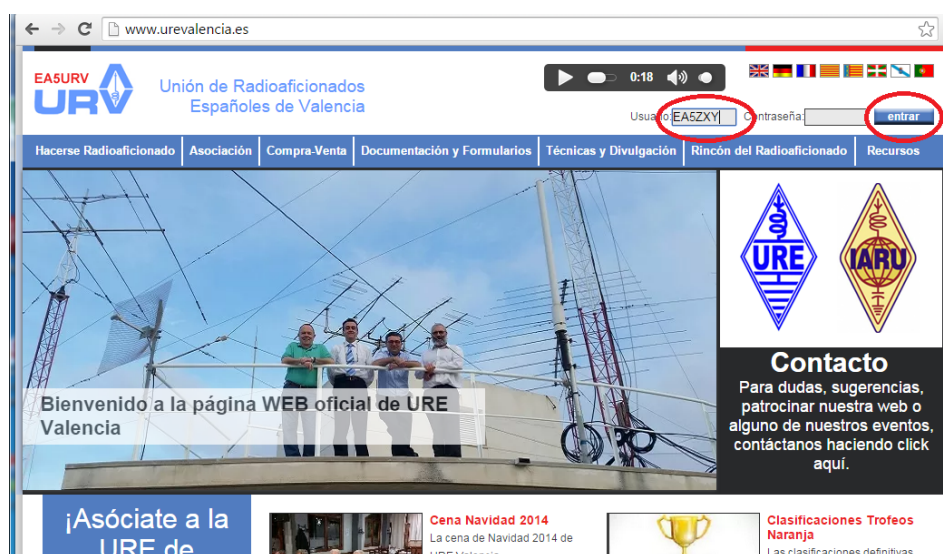 www.urevalencia.es
EA5URV
URV
Unión de Radioaficionados
Españoles de Valencia
0:18
Usuario: EA5ZXY Contraseña: entrar
Hacerse Radioaficionado Asociación Compra-Venta Documentación y Formularios Técnicas y Divulgación Rincón del Radioaficionado Recursos
URE
IARU
Bienvenido a la página WEB oficial de URE
Valencia
Contacto
Para dudas, sugerencias,
patrocinar nuestra web o
alguno de nuestros eventos,
contáctanos haciendo click
aquí.
¡Asóciate a la
URE de
Cena Navidad 2014
La cena de Navidad 2014 de
URE Valencia
Clasificaciones Trofeos
Naranja
Las clasificaciones definitivas